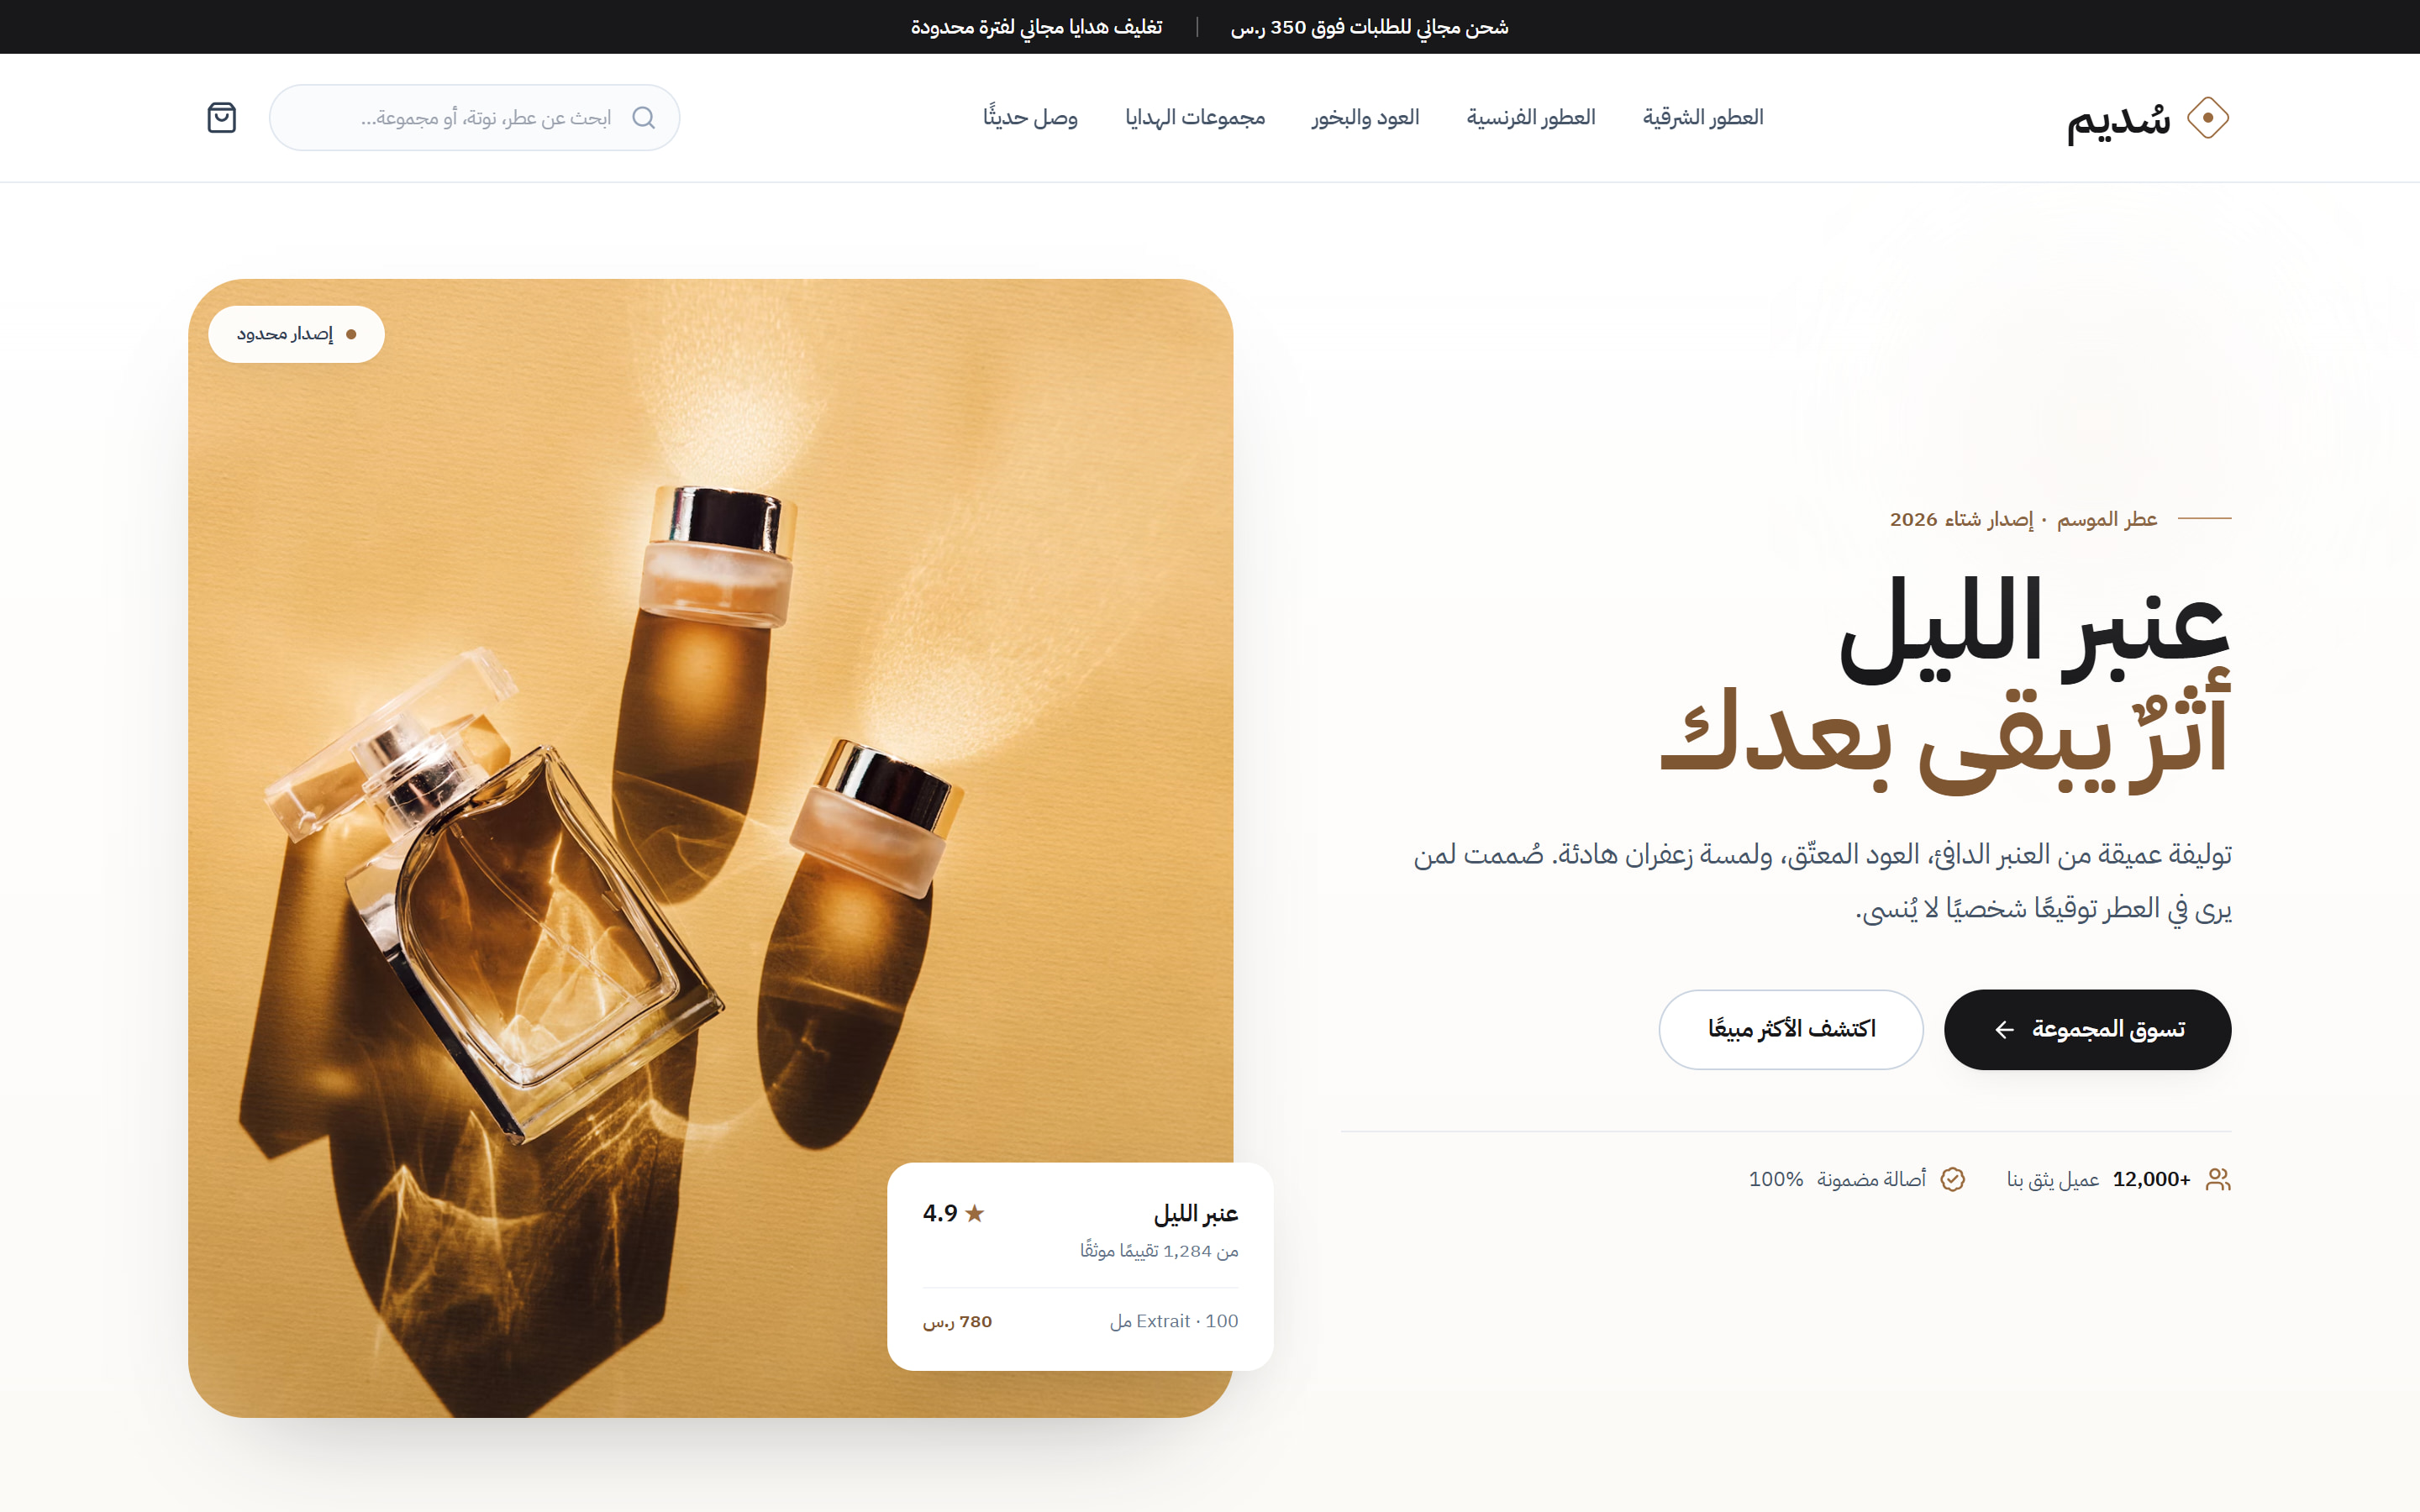 شحن مجاني للطلبات فوق 350 ر.س | تغليف هدايا مجاني لفترة محدودة
سُديم
العطور الشرقية
العطور الفرنسية
العود والبخور
مجموعات الهدايا
وصل حديثًا
ابحث عن عطر، نوتة، أو مجموعة...
عطر الموسم · إصدار شتاء 2026
عنبر الليل
أثرٌ يبقى بعدك
توليفة عميقة من العنبر الدافئ، العود المعتّق، ولمسة زعفران هادئة. صُممت لمن
يرى في العطر توقيعًا شخصيًا لا يُنسى.
تسوق المجموعة
اكتشف الأكثر مبيعًا
+12,000 عميل يثق بنا
أصالة مضمونة 100%
إصدار محدود
عنبر الليل
★ 4.9
من 1,284 تقييمًا موثقًا
Extrait · 100 مل
780 ر.س